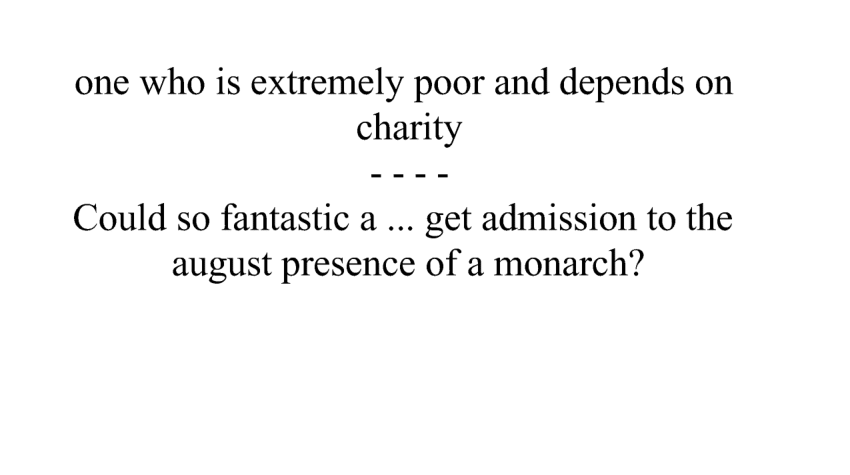 one who is extremely poor and depends on
charity
- - - -
Could so fantastic a ... get admission to the
august presence of a monarch?